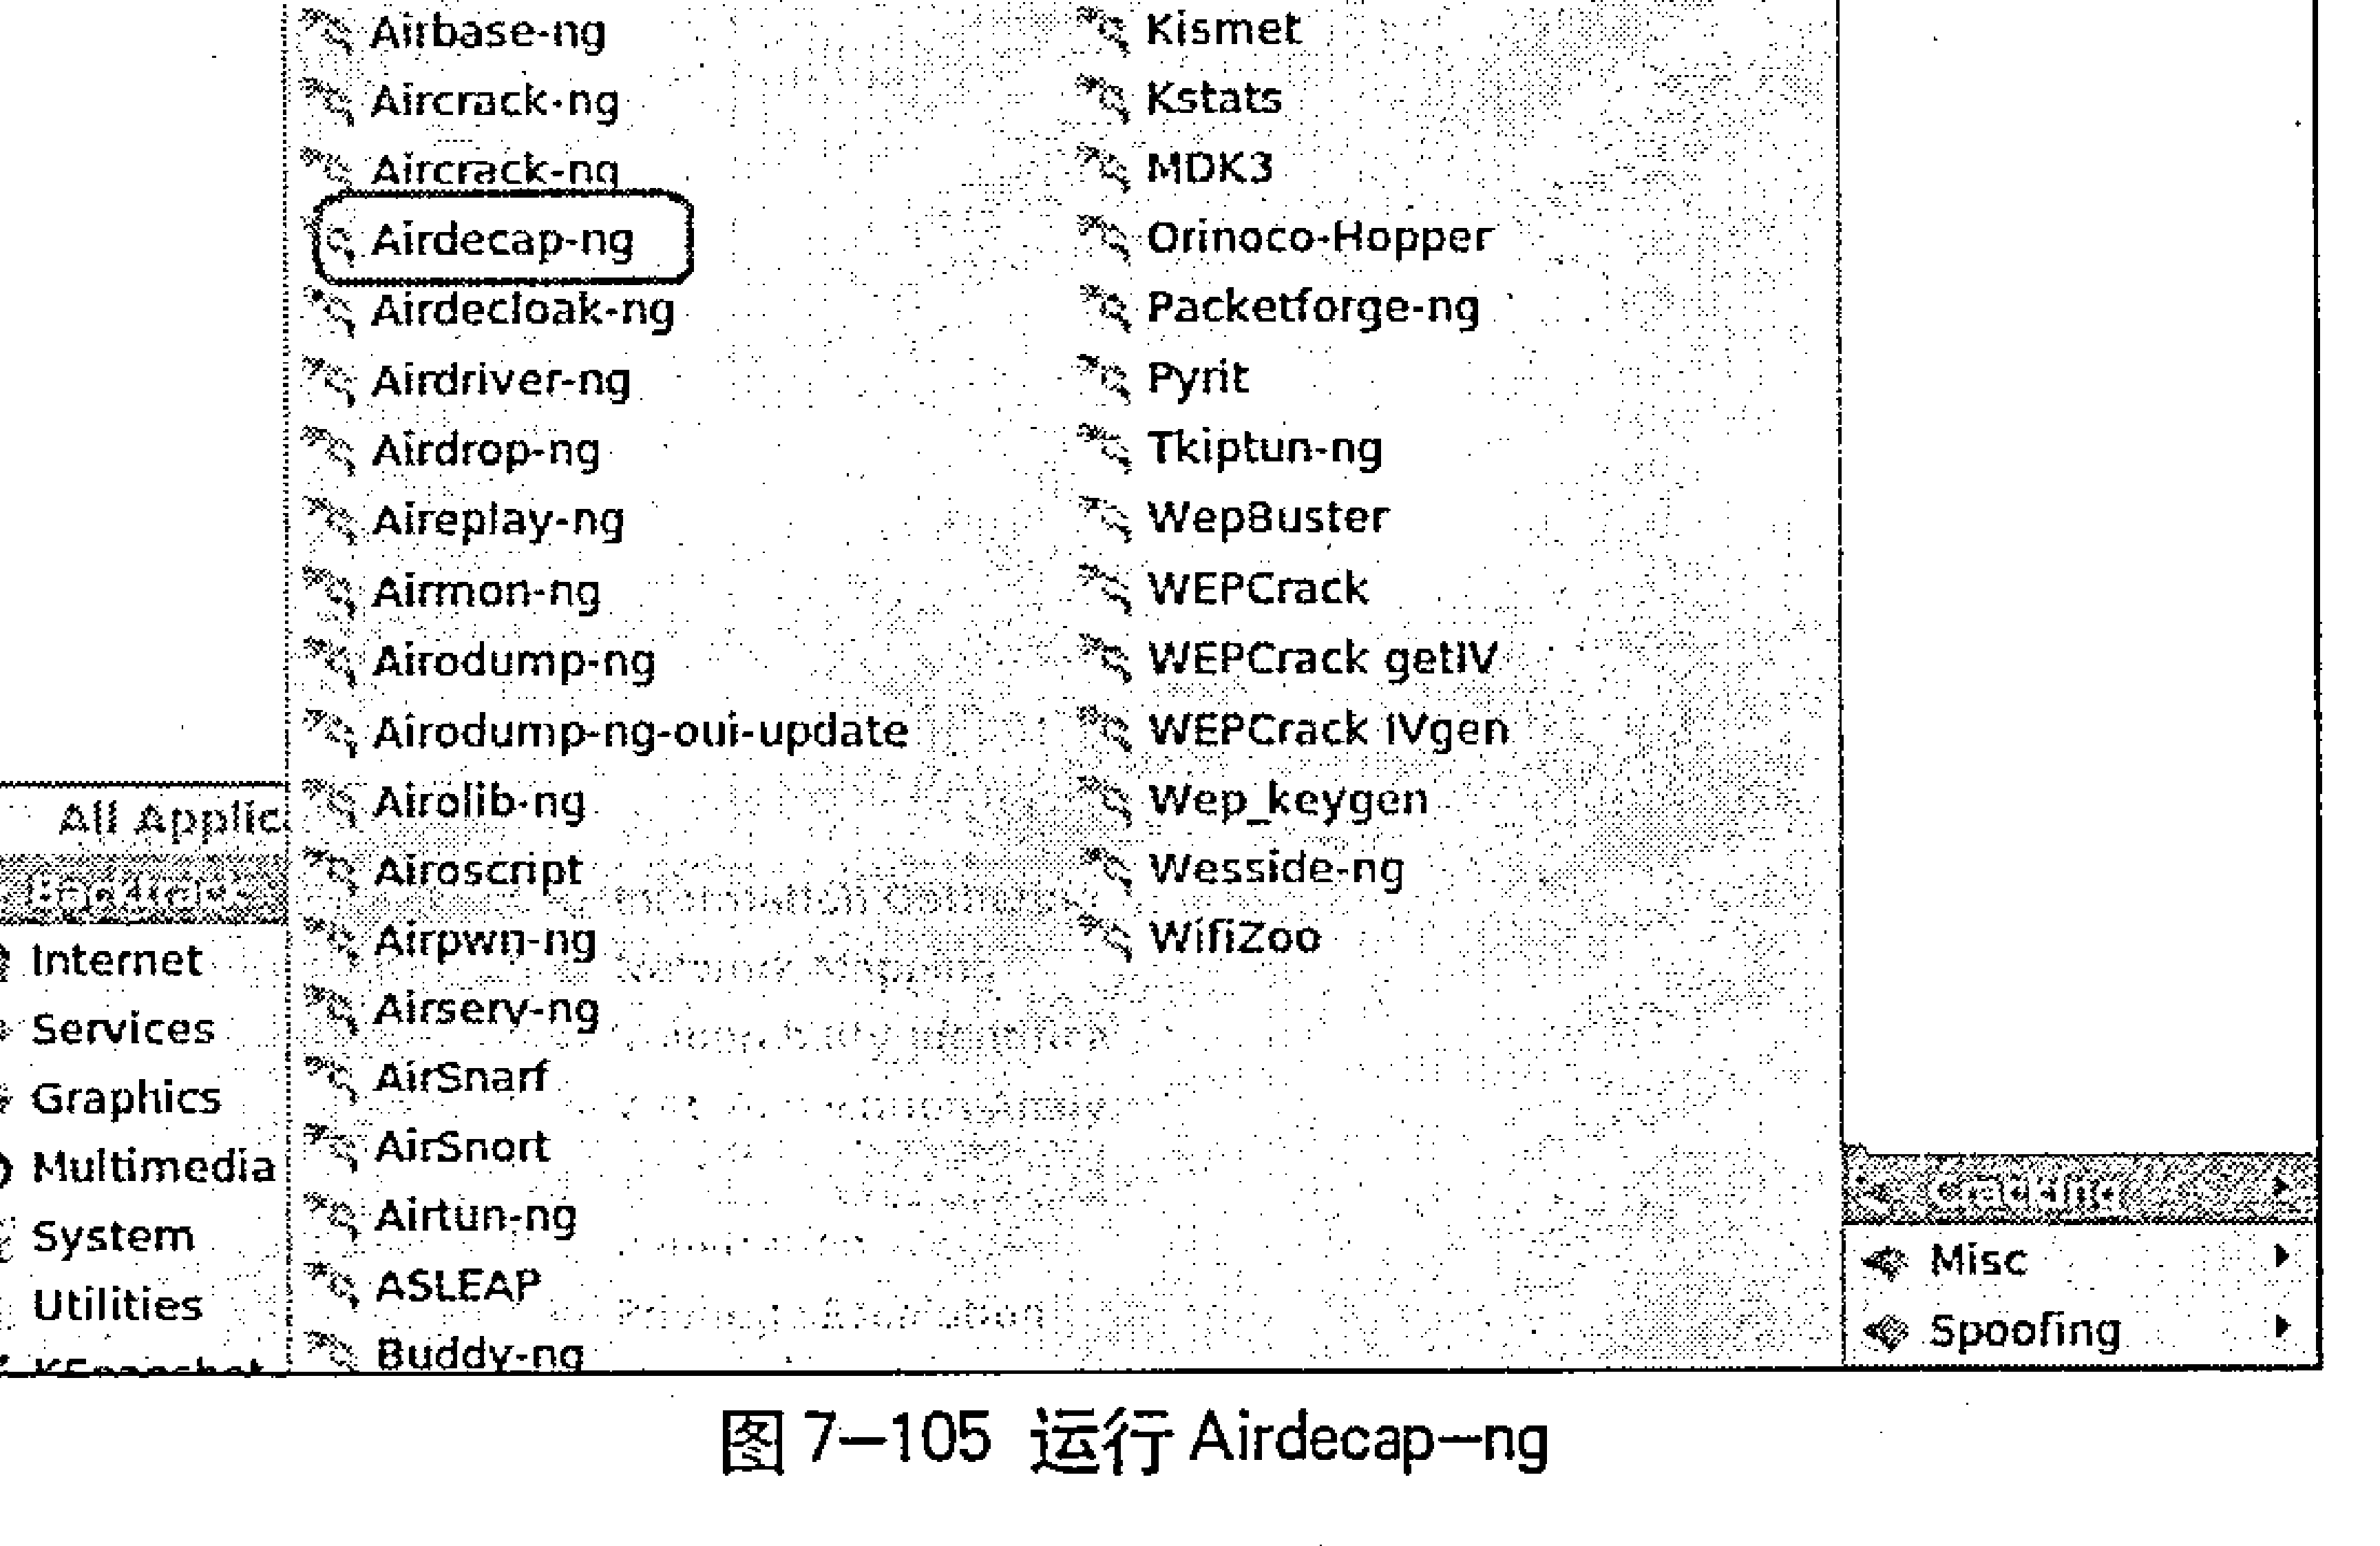 Airbase-ng
Aircrack-ng
Aircrack-ng
Airdecap-ng
Airdecloak-ng
Airdriver-ng
Airdrop-ng
Aireplay-ng
Airmon-ng
Airodump-ng
Airodump-ng-oui-update
Airolib-ng
Airoscript
Airpwn-ng
Airserv-ng
AirSnarf
AirSnort
Airtun-ng
ASLEAP
Buddy-ng
Kismet
Kstats
MDK3
Orinoco-Hopper
Packetforge-ng
Pyrit
Tkiptun-ng
WepBuster
WEPCrack
WEPCrack getIV
WEPCrack IVgen
Wep_keygen
Wesside-ng
WifiZoo
All Applic
Backtrack
Internet
Services
Graphics
Multimedia
System
Utilities
KSnapshot
Cracking
Misc
Spoofing
图 7-105 运行 Airdecap-ng